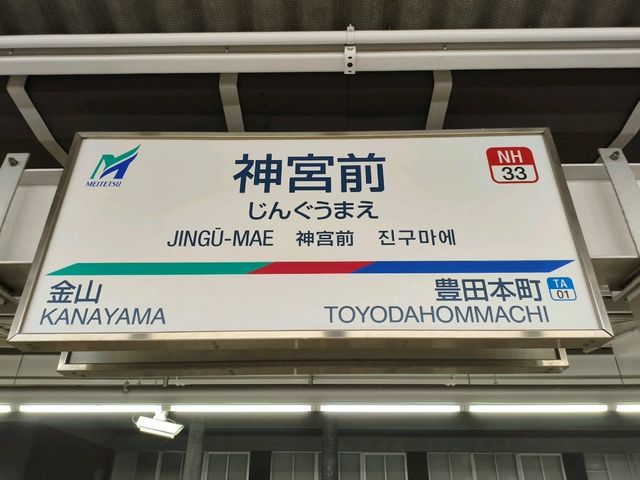 MEITETSU
神宮前
NH
33
じんぐうまえ
JINGŪ-MAE 神宮前 진구마에
金山
KANAYAMA
豊田本町
TA
01
TOYODAHOMMACHI